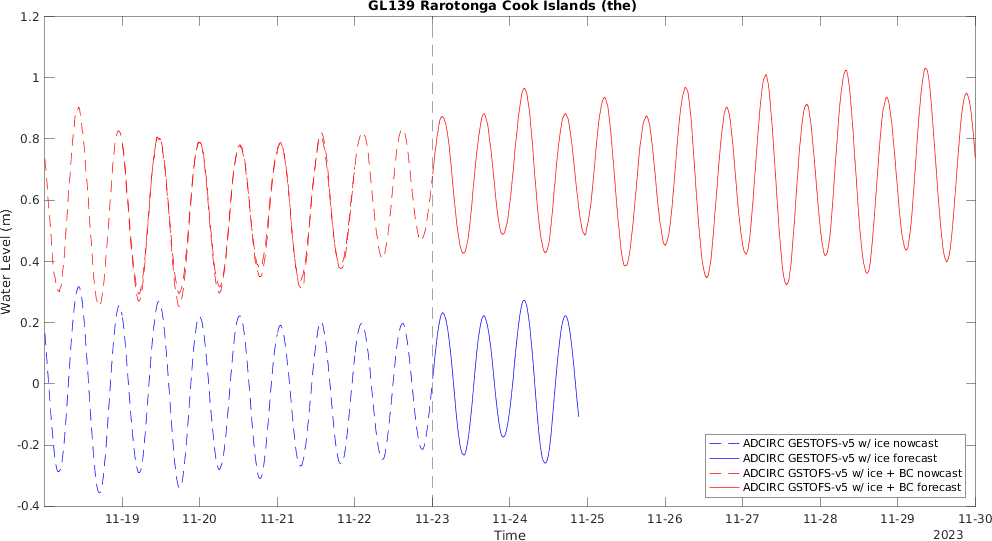 GL139 Rarotonga Cook Islands (the)
1.2
1
0.8
0.6
0.4
0.2
0
-0.2
-0.4
Water Level (m)
ADCIRC GESTOFS-v5 w/ ice nowcast
ADCIRC GESTOFS-v5 w/ ice forecast
ADCIRC GSTOFS-v5 w/ ice + BC nowcast
ADCIRC GSTOFS-v5 w/ ice + BC forecast
11-19 11-20 11-21 11-22 11-23 11-24 11-25 11-26 11-27 11-28 11-29 11-30
Time
2023